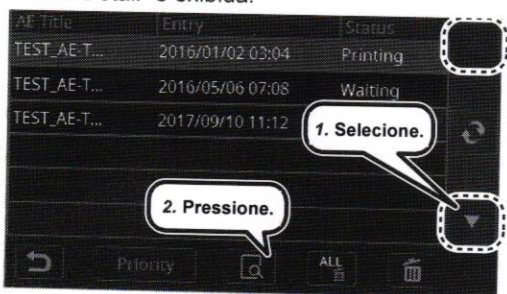 exibida.
AE Title Entry Status
TEST_AE-T... 2016/01/02 03:04 Printing
TEST_AE-T... 2016/05/06 07:08 Waiting
TEST_AE-T... 2017/09/10 11:12
1. Selecione.
2. Pressione.
Priority
ALL